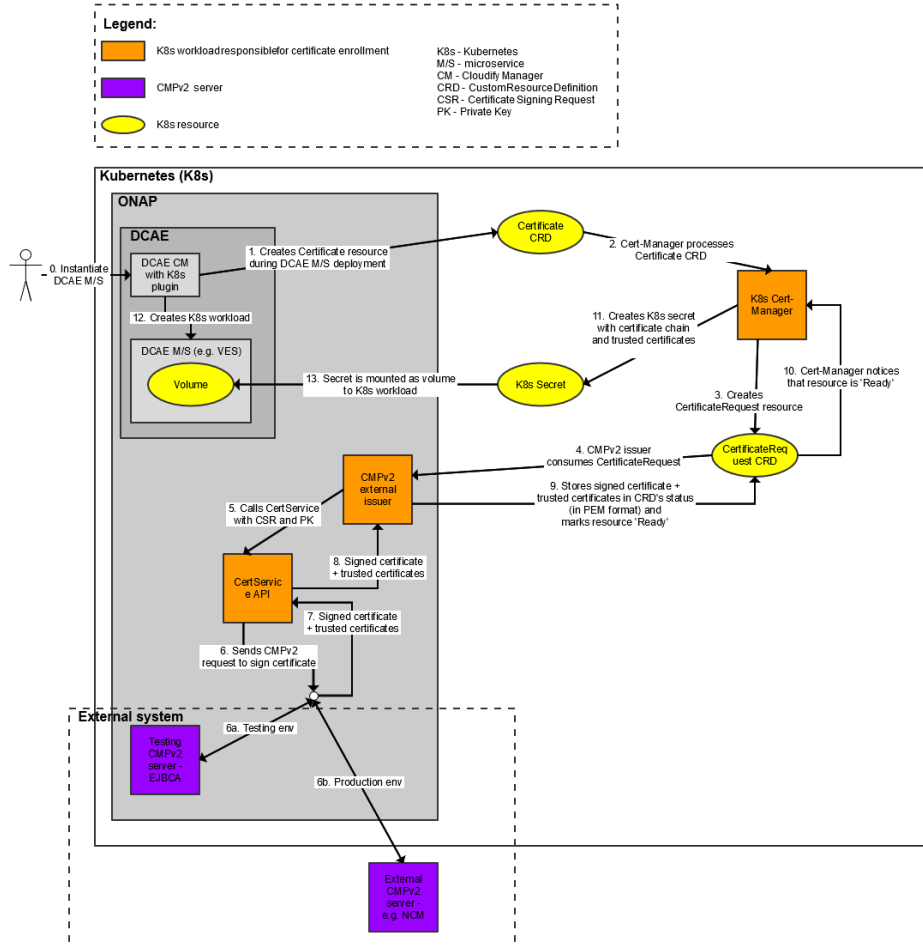 Legend:
K8s workload responsible for certificate enrollment
CMPv2 server
K8s resource
K8s - Kubernetes
M/S - microservice
CM - Cloudify Manager
CRD - Custom Resource Definition
CSR - Certificate Signing Request
PK - Private Key
Kubernetes (K8s)
ONAP
DCAE
0. Instantiate
DCAE M/S
DCAE CM
with K8s
plugin
1. Creates Certificate resource
during DCAE M/S deployment
Certificate
CRD
2. Cert-Manager processes
Certificate CRD
K8s Cert-
Manager
12. Creates K8s workload
11. Creates K8s secret
with certificate chain
and trusted certificates
DCAE M/S (e.g. VES)
Volume
13. Secret is mounted as volume
to K8s workload
K8s Secret
10. Cert-Manager notices
that resource is 'Ready'
3. Creates
CertificateRequest resource
4. CMPv2 issuer
consumes CertificateRequest
CertificateReq
uest CRD
CMPv2
external
issuer
9. Stores signed certificate +
trusted certificates in CRD's status
(in PEM format) and
marks resource 'Ready'
5. Calls CertService
with CSR and PK
8. Signed certificate
+ trusted certificates
CertServic
e API
7. Signed certificate
+ trusted certificates
6. Sends CMPv2
request to sign certificate
External system
6a. Testing env
Testing
CMPv2
server -
EJBCA
6b. Production env
External
CMPv2
server -
e.g. NCM